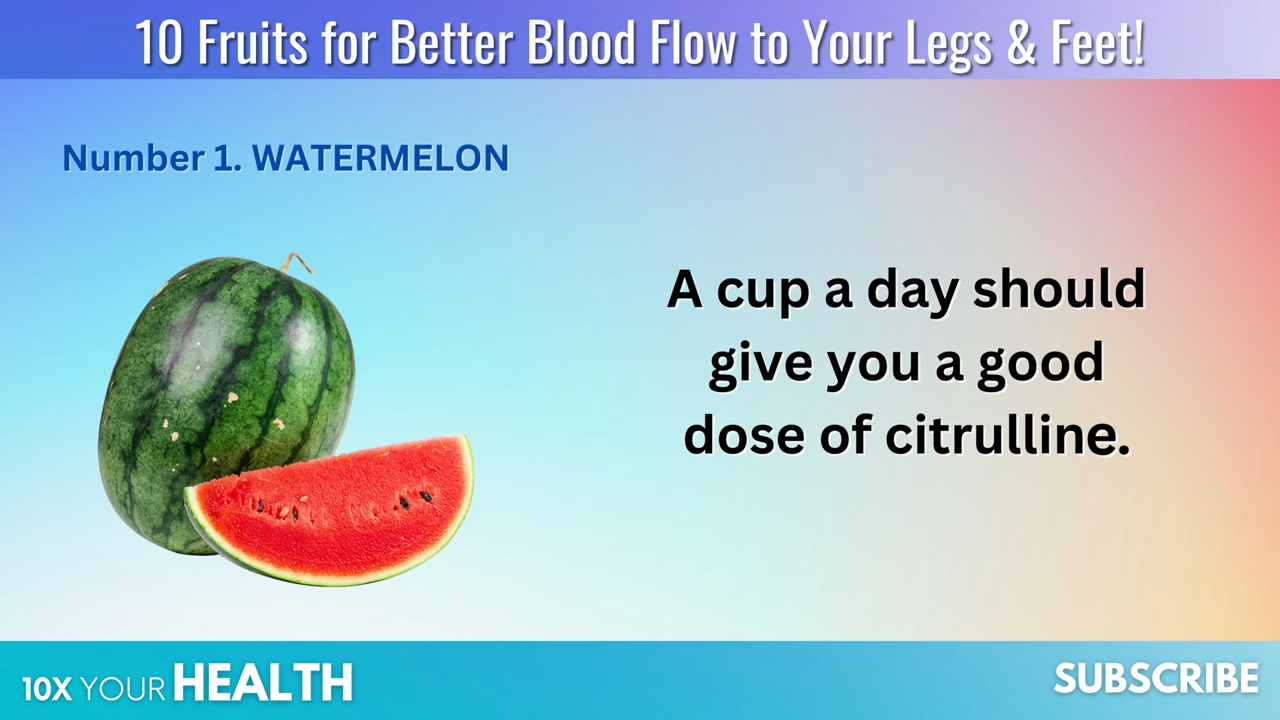 10 Fruits for Better Blood Flow to Your Legs & Feet!
Number 1. WATERMELON
A cup a day should
give you a good
dose of citrulline.
10X YOUR HEALTH
SUBSCRIBE